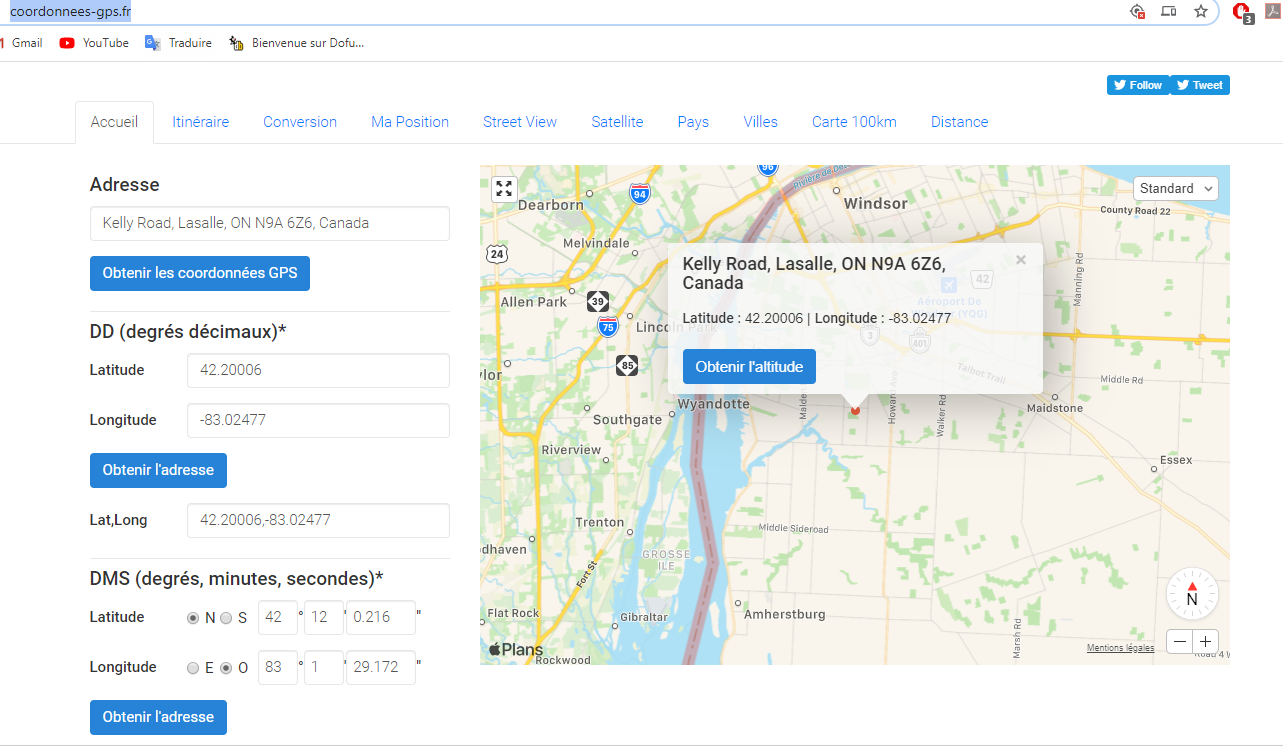 coordonnees-gps.fr
3
Gmail
YouTube
Traduire
Bienvenue sur Dofu...
Follow
Tweet
Accueil
Itinéraire
Conversion
Ma Position
Street View
Satellite
Pays
Villes
Carte 100km
Distance
Adresse
Kelly Road, Lasalle, ON N9A 6Z6, Canada
Obtenir les coordonnées GPS
DD (degrés décimaux)*
Latitude
42.20006
Longitude
-83.02477
Obtenir l'adresse
Lat,Long
42.20006,-83.02477
DMS (degrés, minutes, secondes)*
Latitude
N S 42 ° 12 ' 0.216 "
Longitude
E O 83 ° 1 ' 29.172 "
Obtenir l'adresse
96
94
Dearborn
Windsor
Standard
County Road 22
Melvindale
24
Kelly Road, Lasalle, ON N9A 6Z6,
Canada
Latitude : 42.20006 | Longitude : -83.02477
Obtenir l'altitude
42
Aéroport De
(YQG)
Manning Rd
Allen Park
39
75
Lincoln Park
3
401
85
Talbot Trail
Middle Rd
Wyandotte
Malden
Howard Ave
Walker Rd
Maidstone
Southgate
Riverview
Essex
Trenton
Middle Sideroad
GROSSE
ILE
Fort St
Flat Rock
Gibraltar
Amherstburg
N
Marsh Rd
Plans
Rockwood
Mentions légales